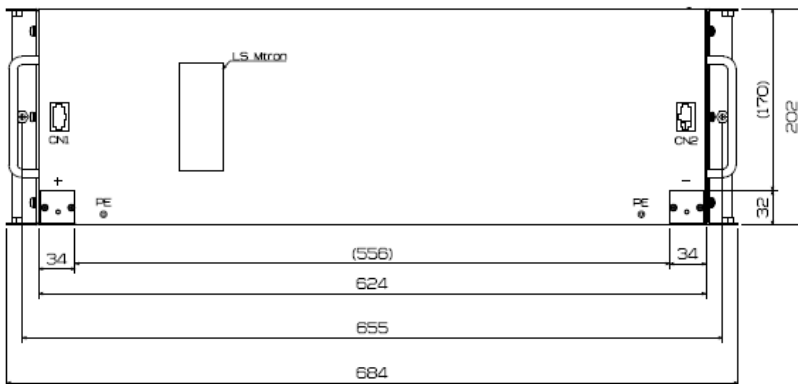 LS Mtron
(170)
202
CN1
CN2
+
-
PE
PE
32
34
(556)
34
624
655
684